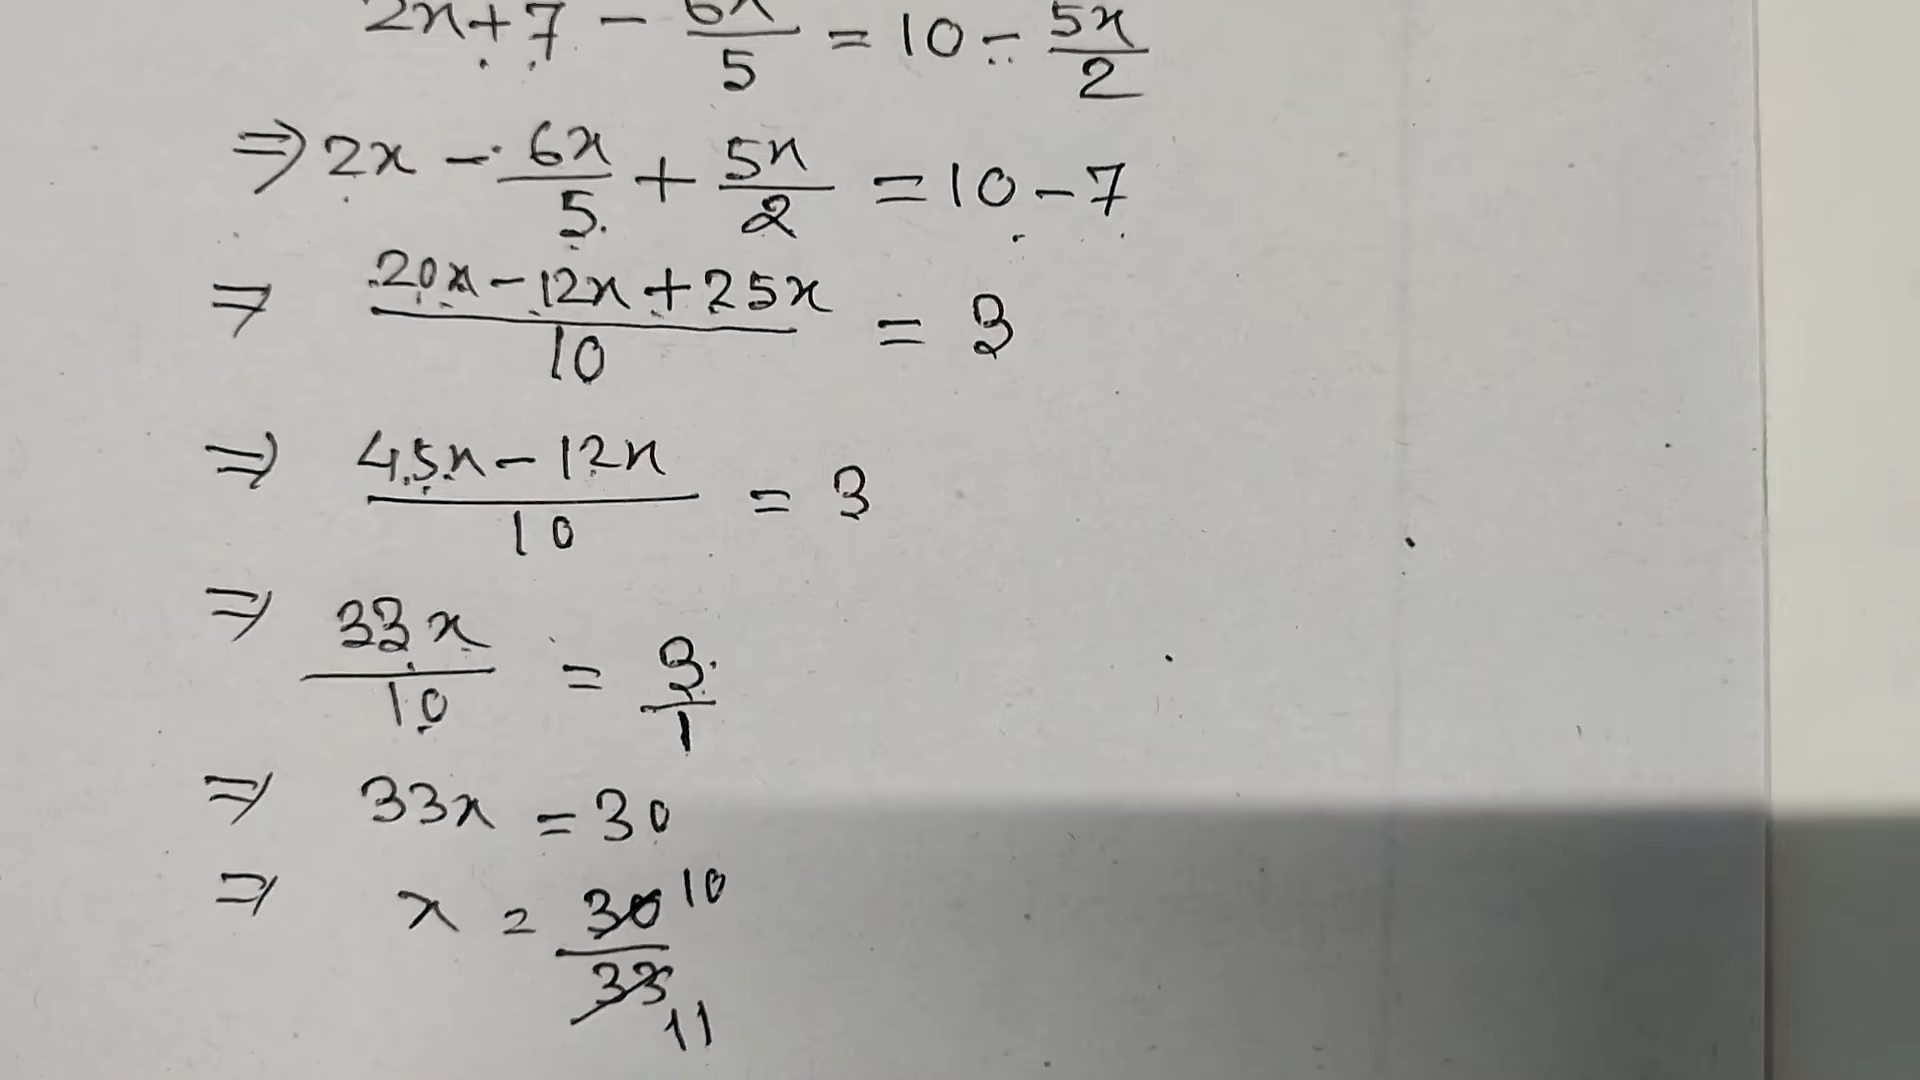 2x+7 - 6x/5 = 10 - 5x/2
⇒ 2x - 6x/5 + 5x/2 = 10 - 7
⇒ (20x - 12x + 25x)/10 = 3
⇒ (45x - 12x)/10 = 3
⇒ 33x/10 = 3/1
⇒ 33x = 30
⇒ x = 30/33 10/11